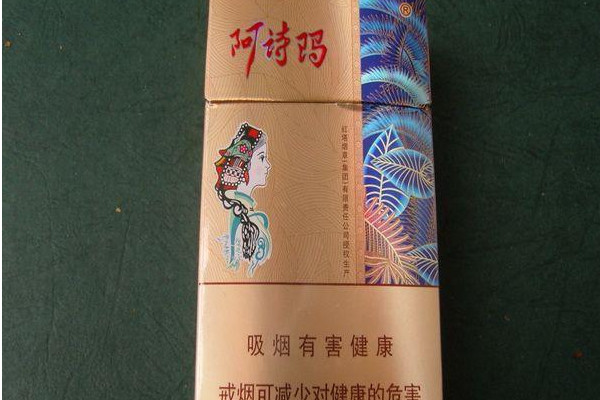 阿诗玛
®
红塔烟草(集团)有限责任公司授权生产
吸烟有害健康
戒烟可减少对健康的危害